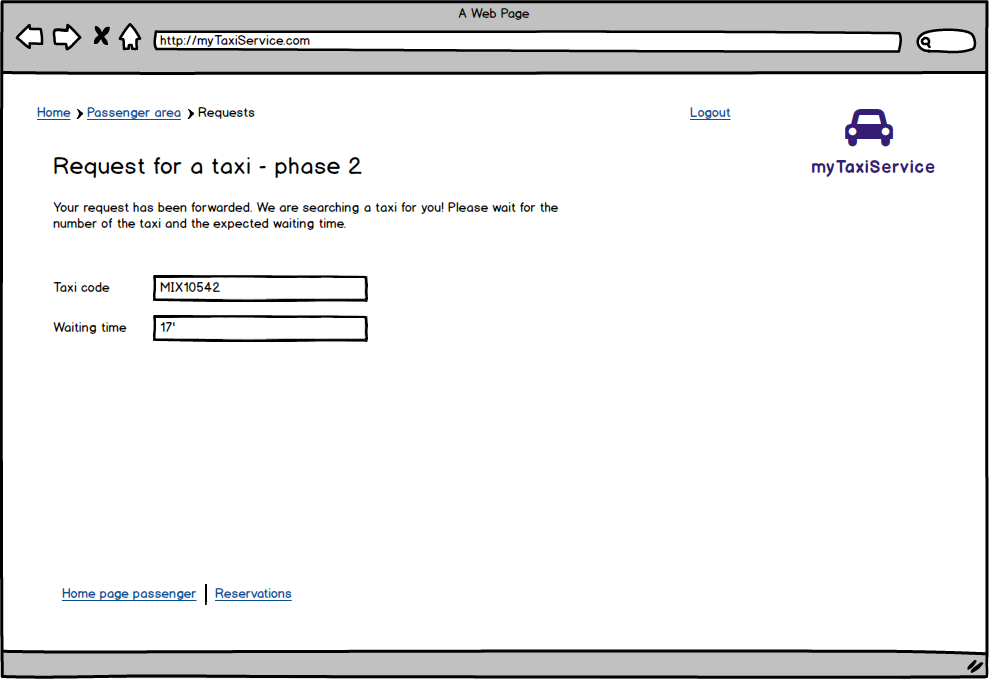 A Web Page
http://myTaxiService.com
Home Passenger area Requests
Logout
myTaxiService
Request for a taxi - phase 2
Your request has been forwarded. We are searching a taxi for you! Please wait for the
number of the taxi and the expected waiting time.
Taxi code MIX10542
Waiting time 17'
Home page passenger Reservations